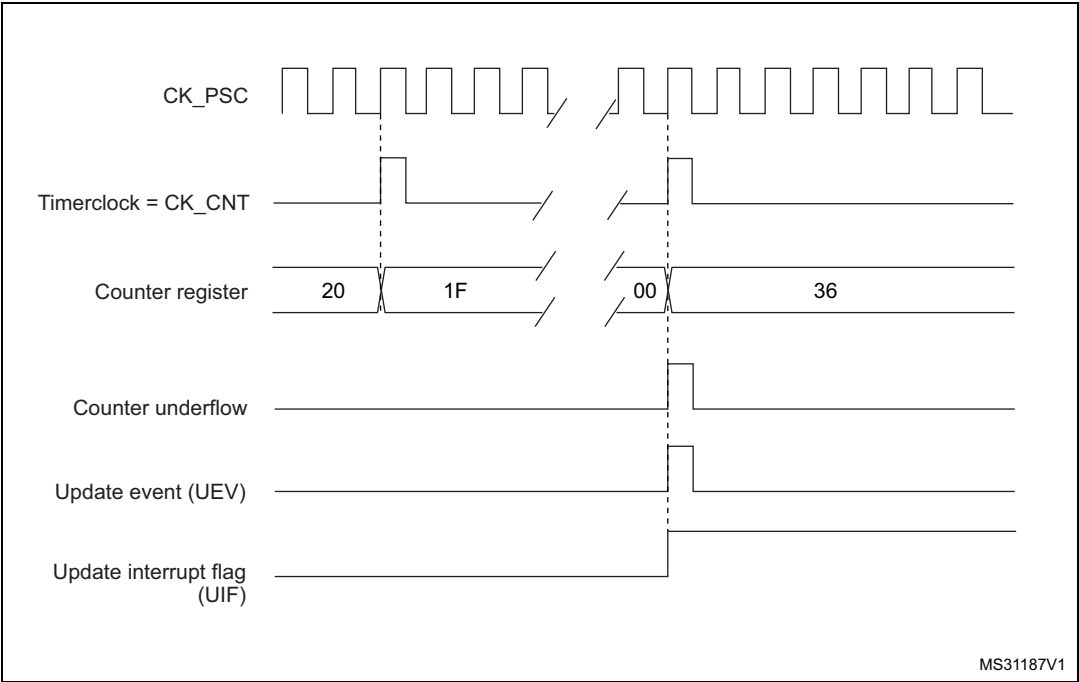 CK_PSC
Timerclock = CK_CNT
Counter register
20
1F
00
36
Counter underflow
Update event (UEV)
Update interrupt flag
(UIF)
MS31187V1